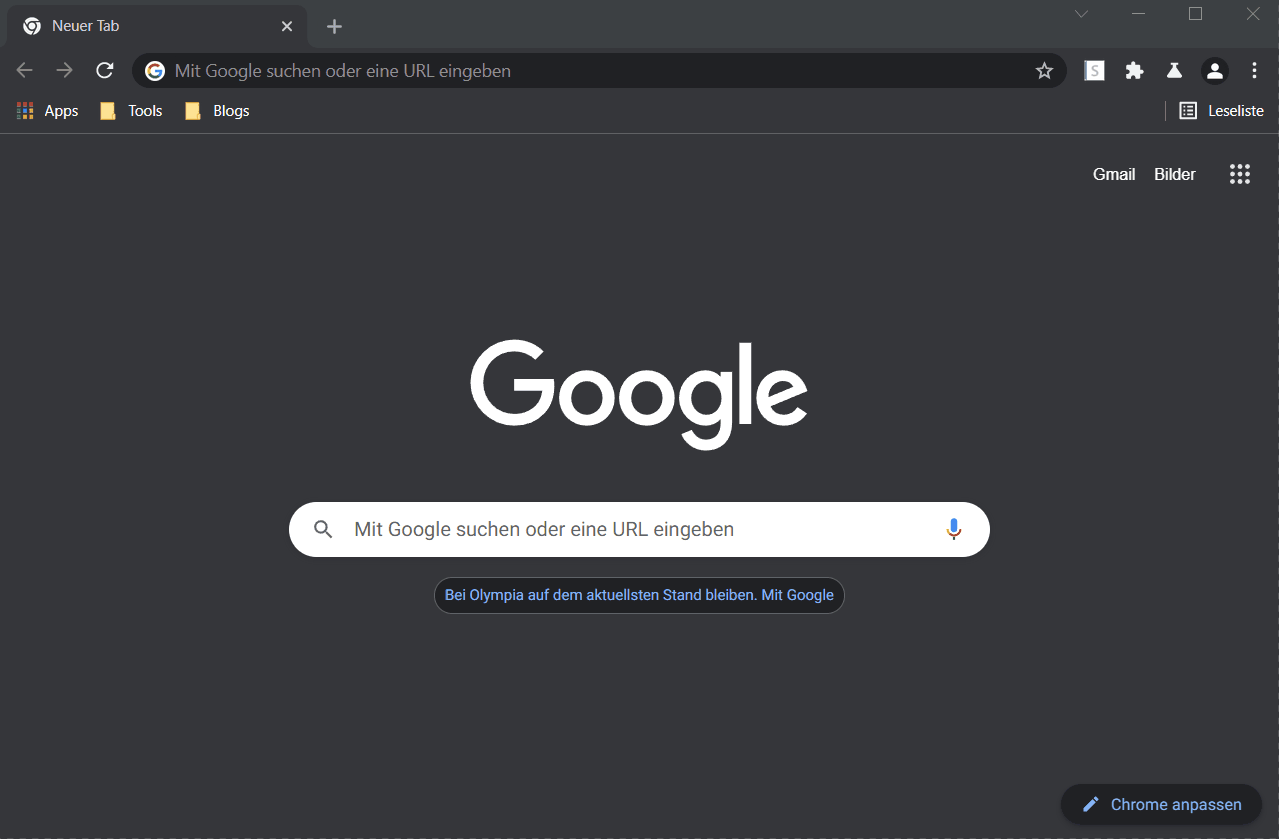 Neuer Tab
Mit Google suchen oder eine URL eingeben
S
Apps Tools Blogs Leseliste
Gmail Bilder
Google
Mit Google suchen oder eine URL eingeben
Bei Olympia auf dem aktuellsten Stand bleiben. Mit Google
Chrome anpassen